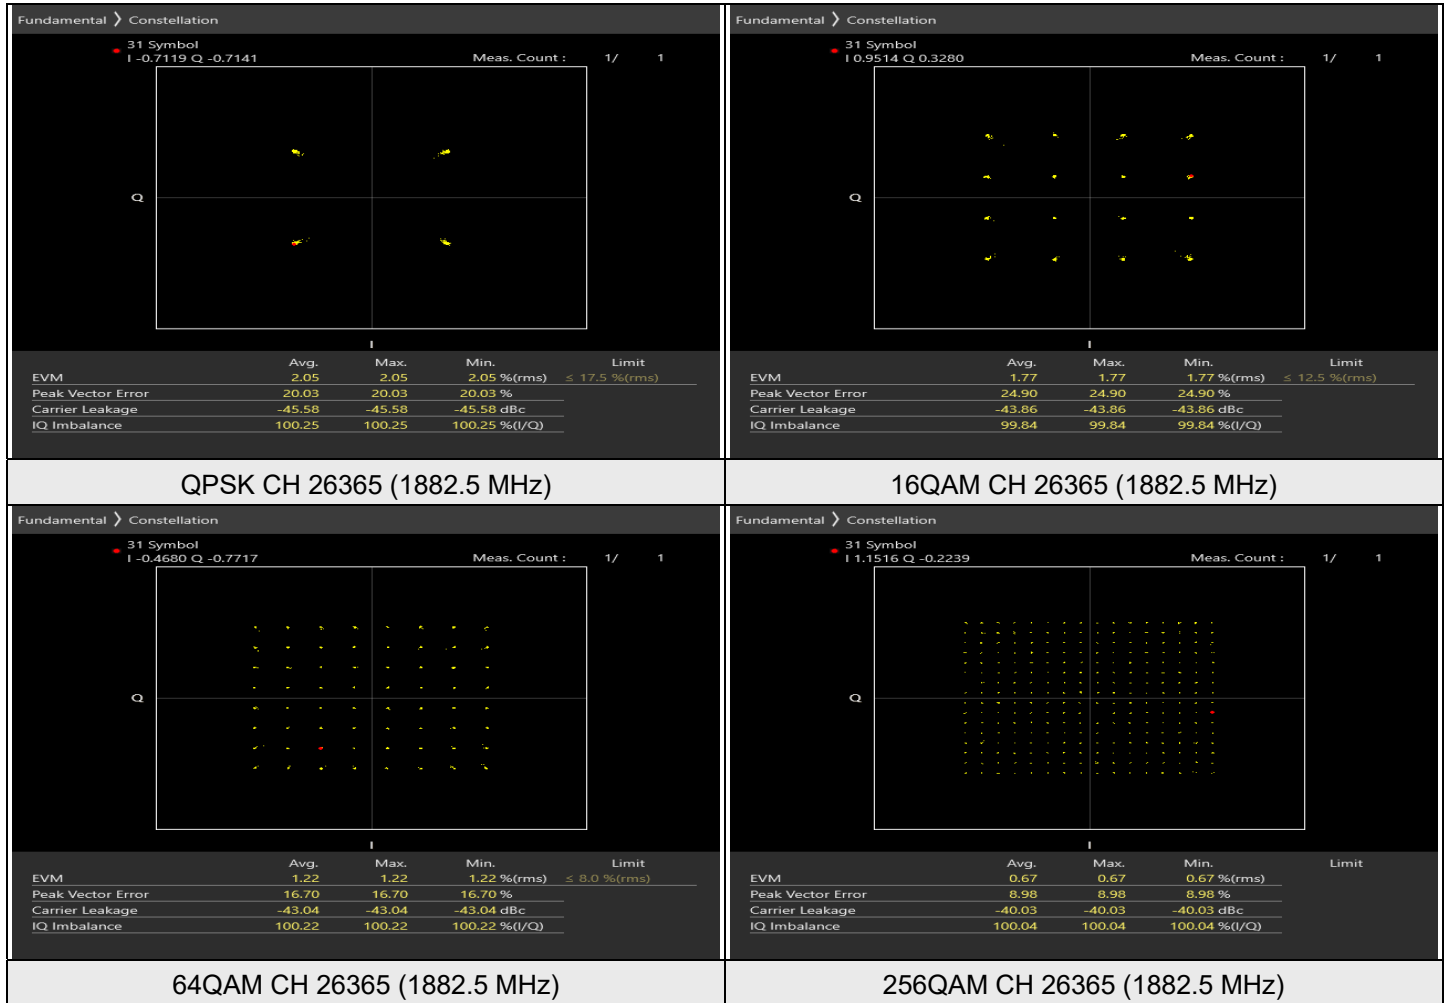 Fundamental ❯ Constellation
31 Symbol
I -0.7119 Q -0.7141 Meas. Count : 1/ 1
Q
I
Avg. Max. Min. Limit
EVM 2.05 2.05 2.05 %(rms) ≤ 17.5 %(rms)
Peak Vector Error 20.03 20.03 20.03 %
Carrier Leakage -45.58 -45.58 -45.58 dBc
IQ Imbalance 100.25 100.25 100.25 %(I/Q)
QPSK CH 26365 (1882.5 MHz)
Fundamental ❯ Constellation
31 Symbol
I 0.9514 Q 0.3280 Meas. Count : 1/ 1
Q
I
Avg. Max. Min. Limit
EVM 1.77 1.77 1.77 %(rms) ≤ 12.5 %(rms)
Peak Vector Error 24.90 24.90 24.90 %
Carrier Leakage -43.86 -43.86 -43.86 dBc
IQ Imbalance 99.84 99.84 99.84 %(I/Q)
16QAM CH 26365 (1882.5 MHz)
Fundamental ❯ Constellation
31 Symbol
I -0.4680 Q -0.7717 Meas. Count : 1/ 1
Q
I
Avg. Max. Min. Limit
EVM 1.22 1.22 1.22 %(rms) ≤ 8.0 %(rms)
Peak Vector Error 16.70 16.70 16.70 %
Carrier Leakage -43.04 -43.04 -43.04 dBc
IQ Imbalance 100.22 100.22 100.22 %(I/Q)
64QAM CH 26365 (1882.5 MHz)
Fundamental ❯ Constellation
31 Symbol
I 1.1516 Q -0.2239 Meas. Count : 1/ 1
Q
I
Avg. Max. Min. Limit
EVM 0.67 0.67 0.67 %(rms)
Peak Vector Error 8.98 8.98 8.98 %
Carrier Leakage -40.03 -40.03 -40.03 dBc
IQ Imbalance 100.04 100.04 100.04 %(I/Q)
256QAM CH 26365 (1882.5 MHz)